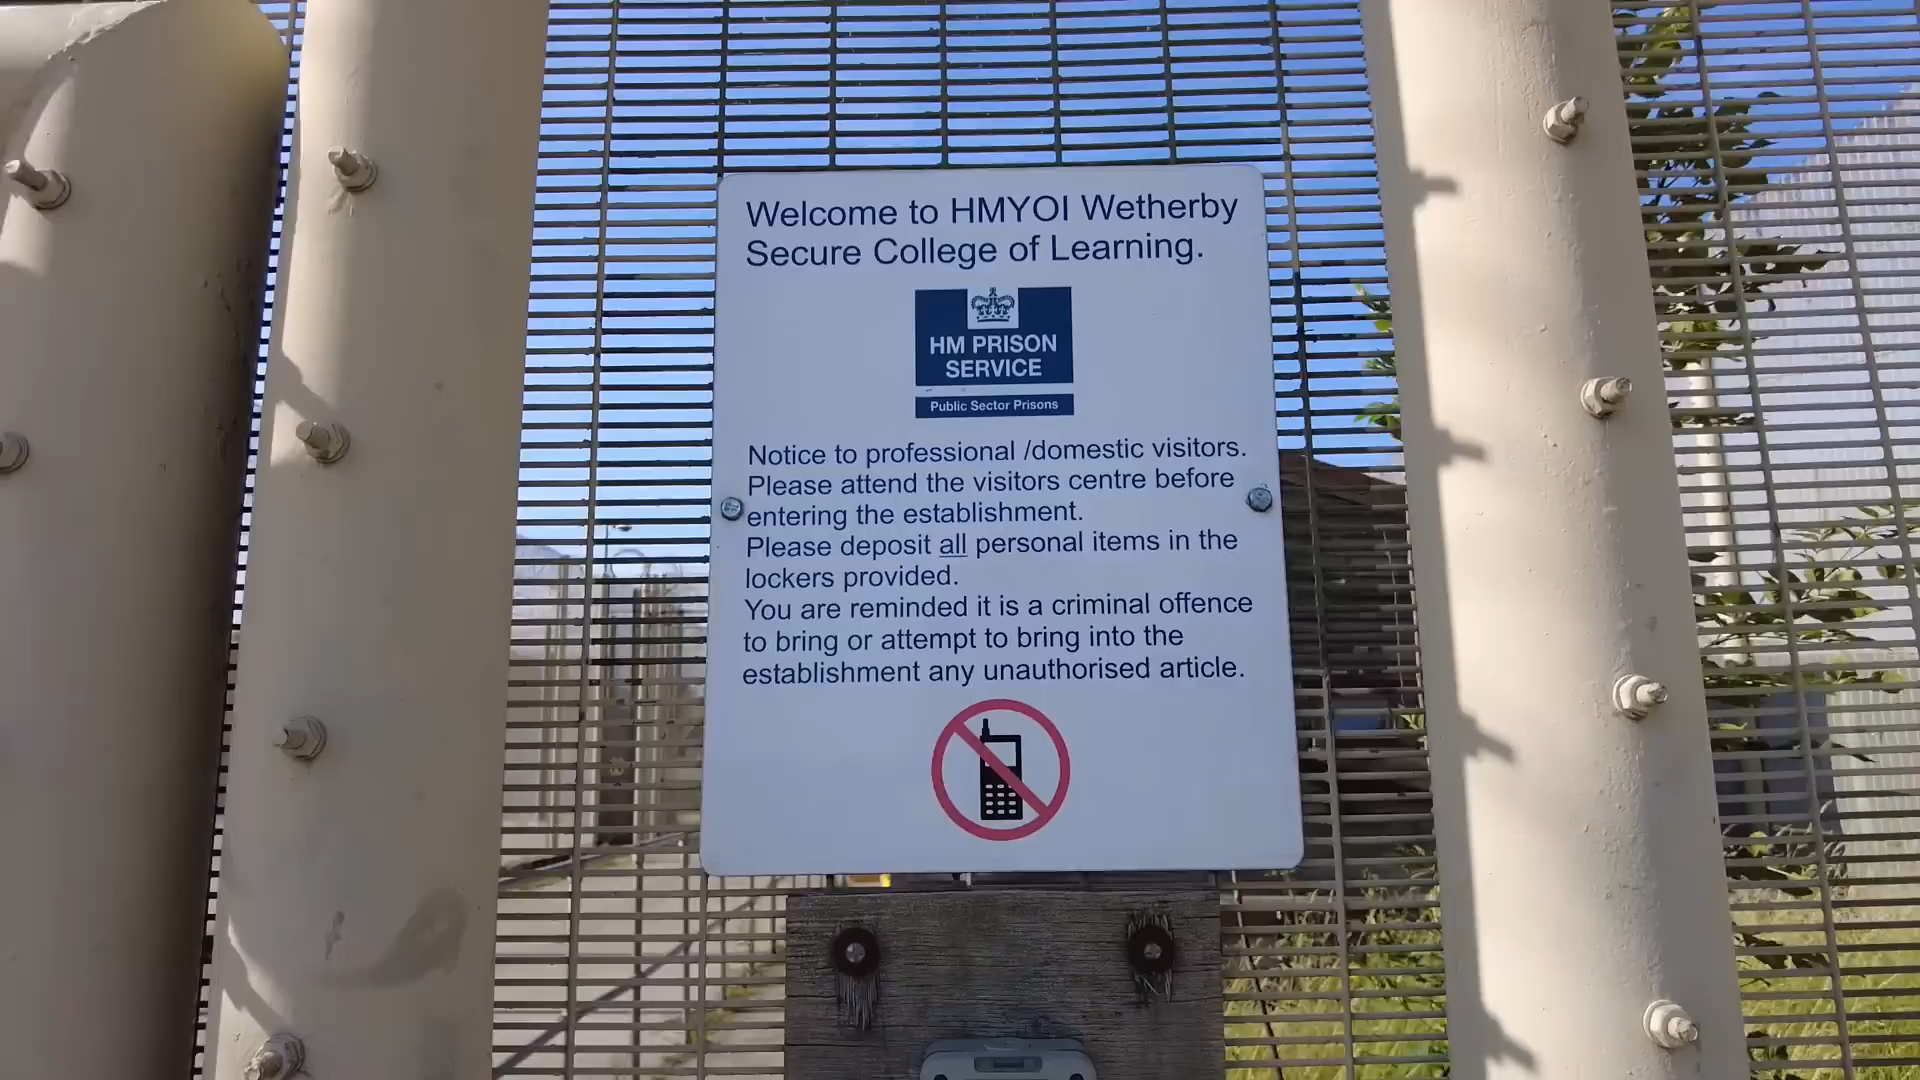 Welcome to HMYOI Wetherby
Secure College of Learning.
HM PRISON
SERVICE
Public Sector Prisons
Notice to professional /domestic visitors.
Please attend the visitors centre before
entering the establishment.
Please deposit all personal items in the
lockers provided.
You are reminded it is a criminal offence
to bring or attempt to bring into the
establishment any unauthorised article.